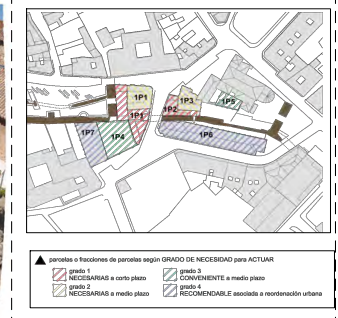 1P1
1P3
1P5
1P2
1P1
1P7
1P4
1P6
parcelas o fracciones de parcelas según GRADO DE NECESIDAD para ACTUAR
grado 1
NECESARIAS a corto plazo
grado 2
NECESARIAS a medio plazo
grado 3
CONVENIENTE a medio plazo
grado 4
RECOMENDABLE asociada a reordenación urbana